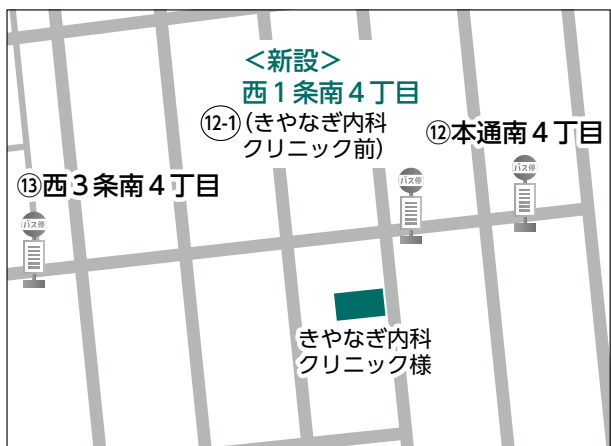 ＜新設＞
西１条南４丁目
12-1 (きやなぎ内科
クリニック前)
⑫本通南４丁目
バス停
バス停
⑬西３条南４丁目
バス停
きやなぎ内科
クリニック様